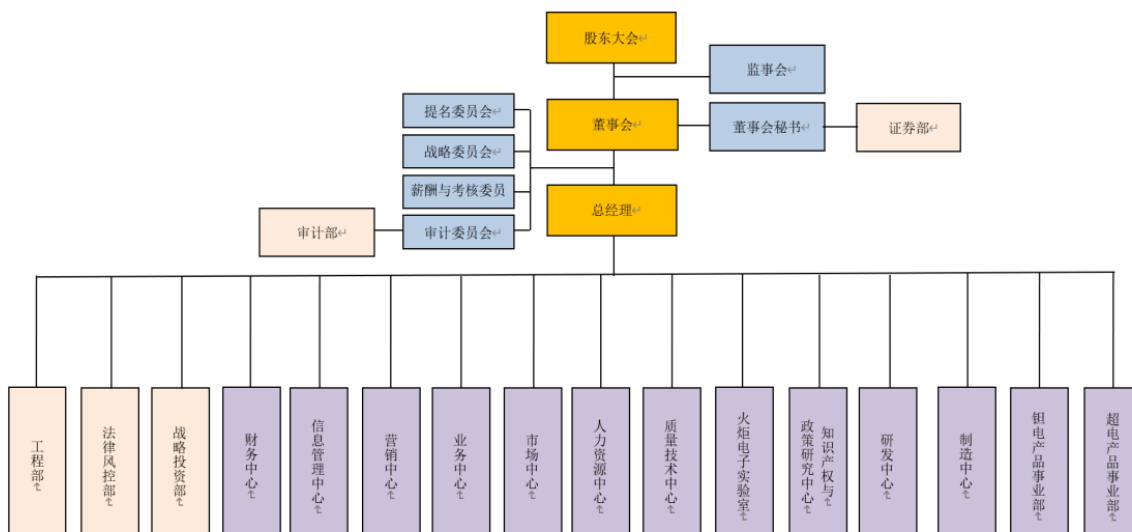 股东大会
监事会
提名委员会
董事会
董事会秘书
证券部
战略委员会
薪酬与考核委员
总经理
审计部
审计委员会
工程部
法律风控部
战略投资部
财务中心
信息管理中心
营销中心
业务中心
市场中心
人力资源中心
质量技术中心
火炬电子实验室
知识产权与
政策研究中心
研发中心
制造中心
钽电产品事业部
超电产品事业部